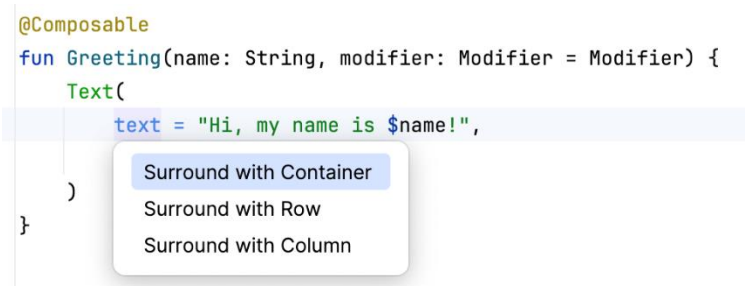 @Composable
fun Greeting(name: String, modifier: Modifier = Modifier) {
    Text(
        text = "Hi, my name is $name!",
Surround with Container
    )
Surround with Row
}
Surround with Column